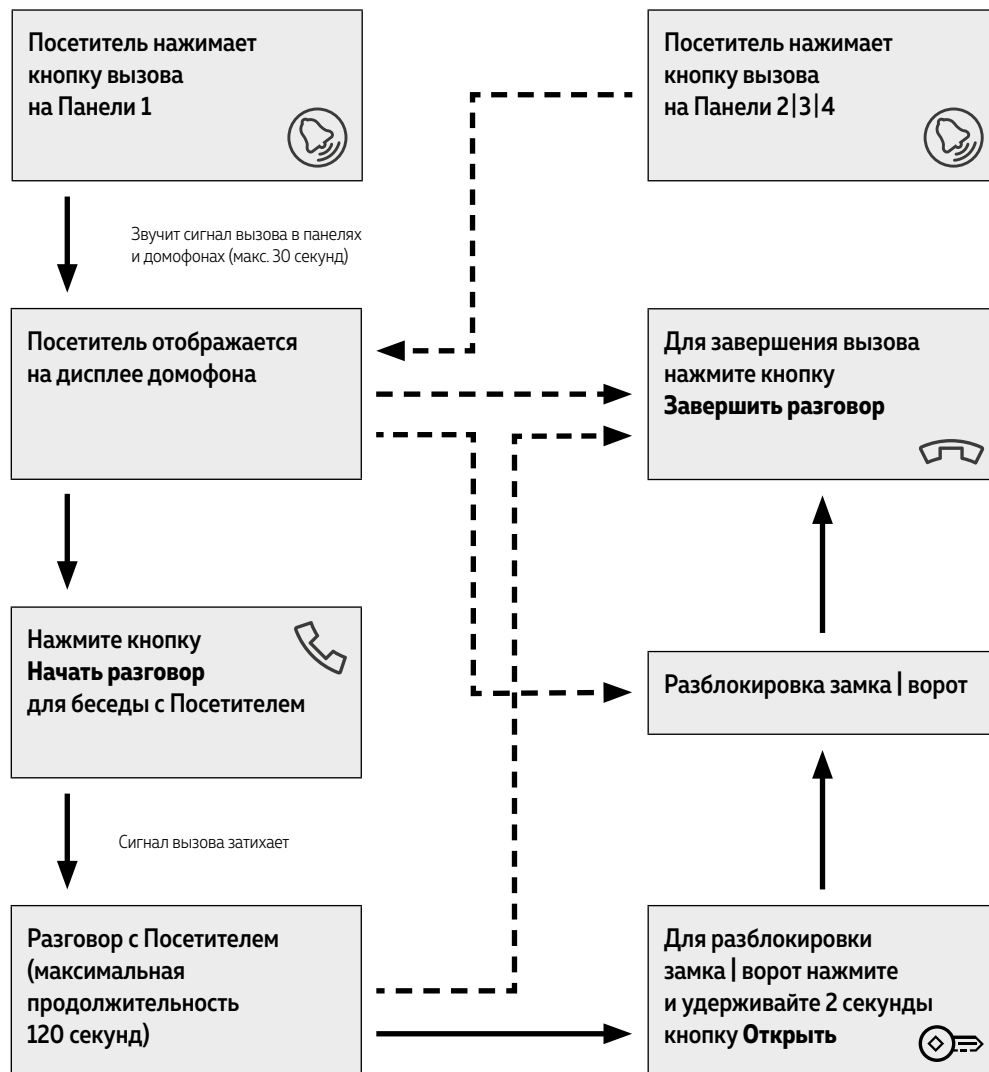 Посетитель нажимает
кнопку вызова
на Панели 1
Посетитель нажимает
кнопку вызова
на Панели 2|3|4
Звучит сигнал вызова в панелях
и домофонах (макс. 30 секунд)
Посетитель отображается
на дисплее домофона
Для завершения вызова
нажмите кнопку
Завершить разговор
Нажмите кнопку
Начать разговор
для беседы с Посетителем
Разблокировка замка | ворот
Сигнал вызова затихает
Разговор с Посетителем
(максимальная
продолжительность
120 секунд)
Для разблокировки
замка | ворот нажмите
и удерживайте 2 секунды
кнопку Открыть